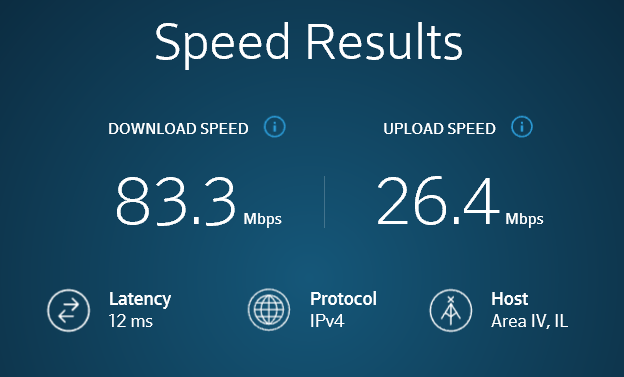 Speed Results
DOWNLOAD SPEED
UPLOAD SPEED
83.3 Mbps
26.4 Mbps
Latency
12 ms
Protocol
IPv4
Host
Area IV, IL